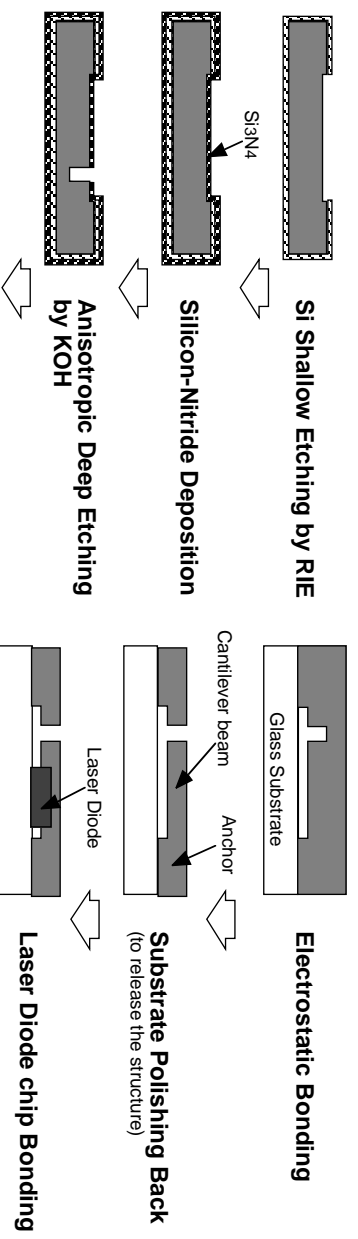 Si Shallow Etching by RIE
Si3N4
Silicon-Nitride Deposition
Anisotropic Deep Etching
by KOH
Glass Substrate
Electrostatic Bonding
Cantilever beam
Anchor
Substrate Polishing Back
(to release the structure)
Laser Diode
Laser Diode chip Bonding